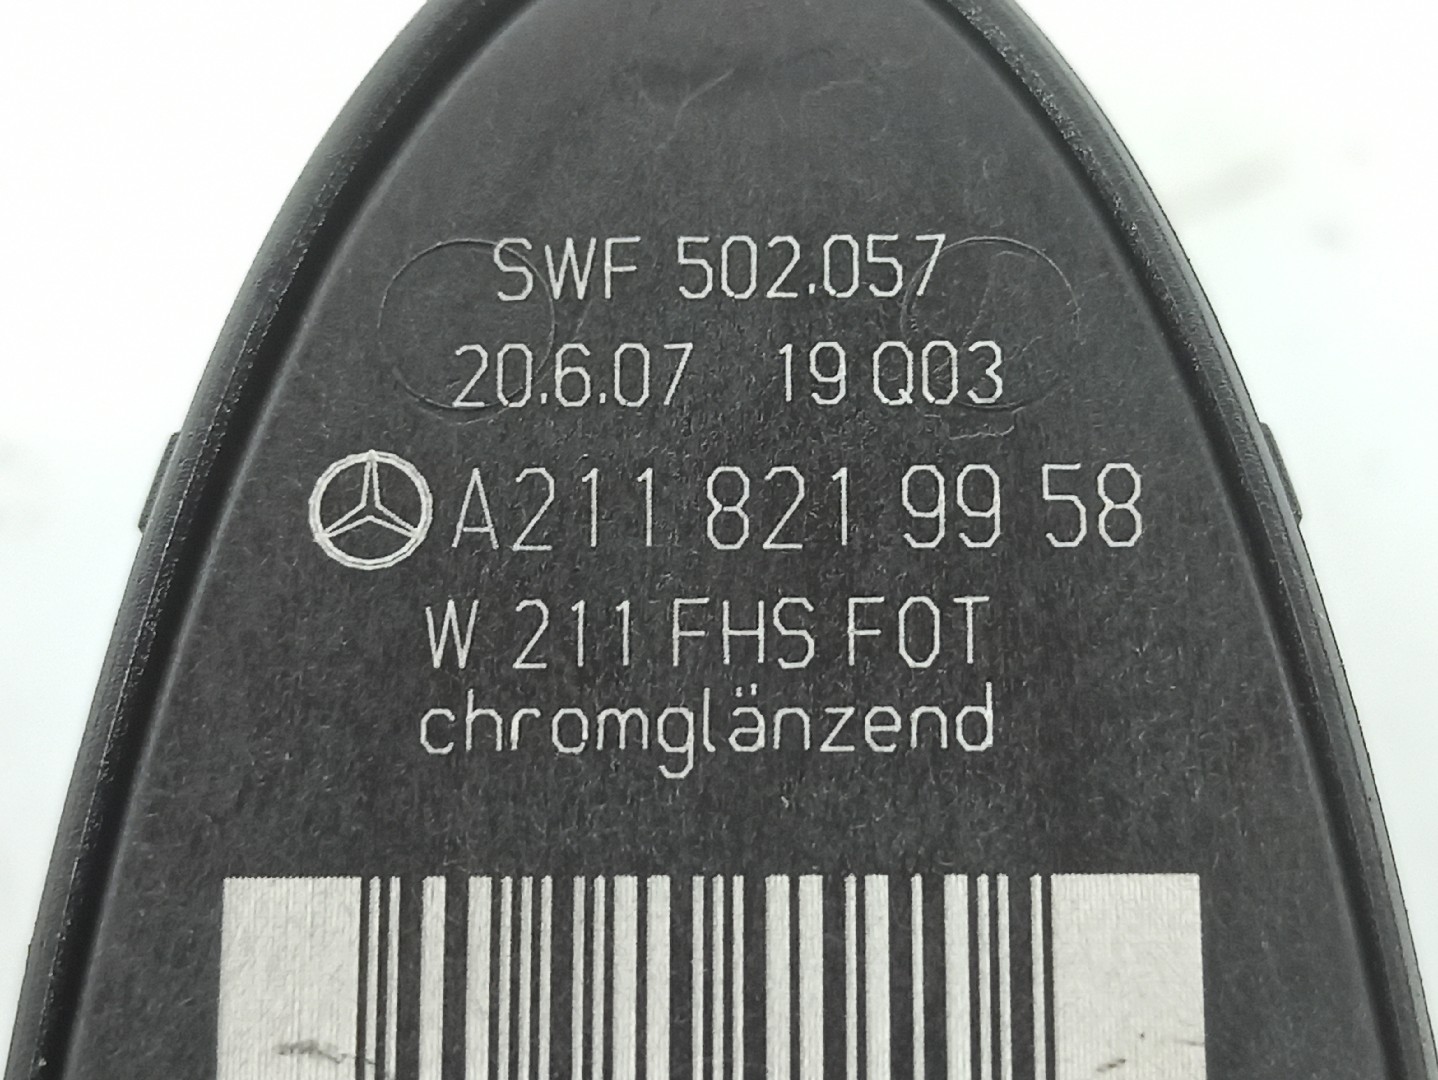 SWF 502.057
20.6.07 19 Q03
A211 821 99 58
W 211 FHS FOT
chromglänzend